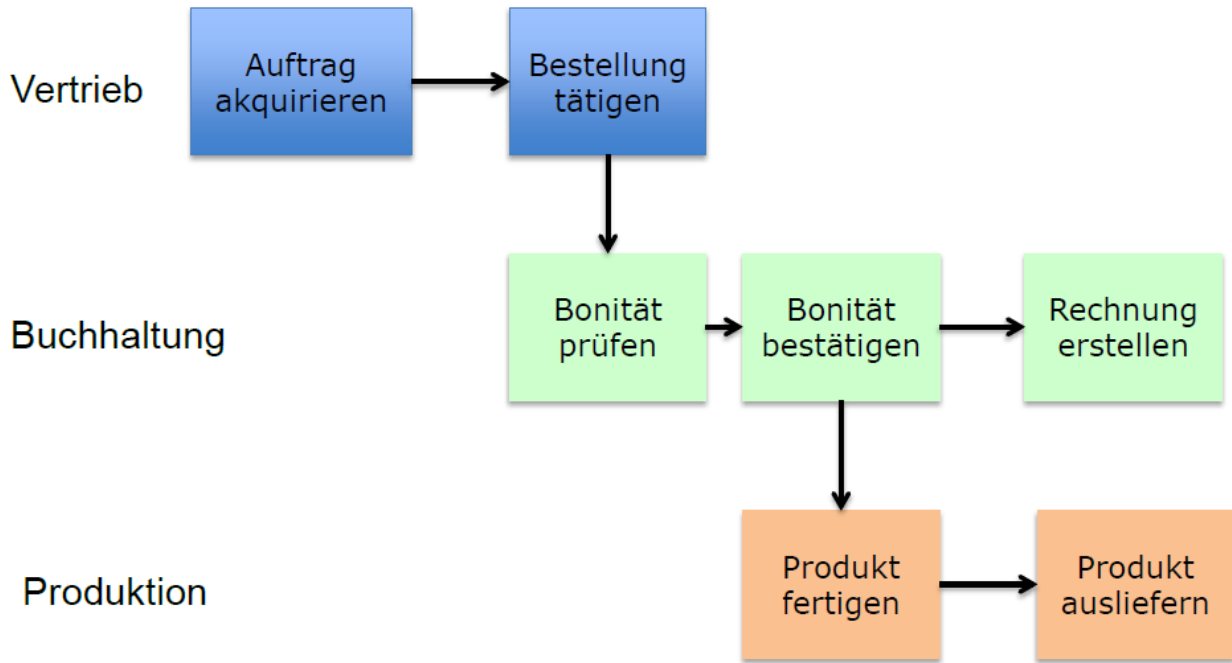 Vertrieb
Auftrag
akquirieren
Bestellung
tätigen
Buchhaltung
Bonität
prüfen
Bonität
bestätigen
Rechnung
erstellen
Produktion
Produkt
fertigen
Produkt
ausliefern